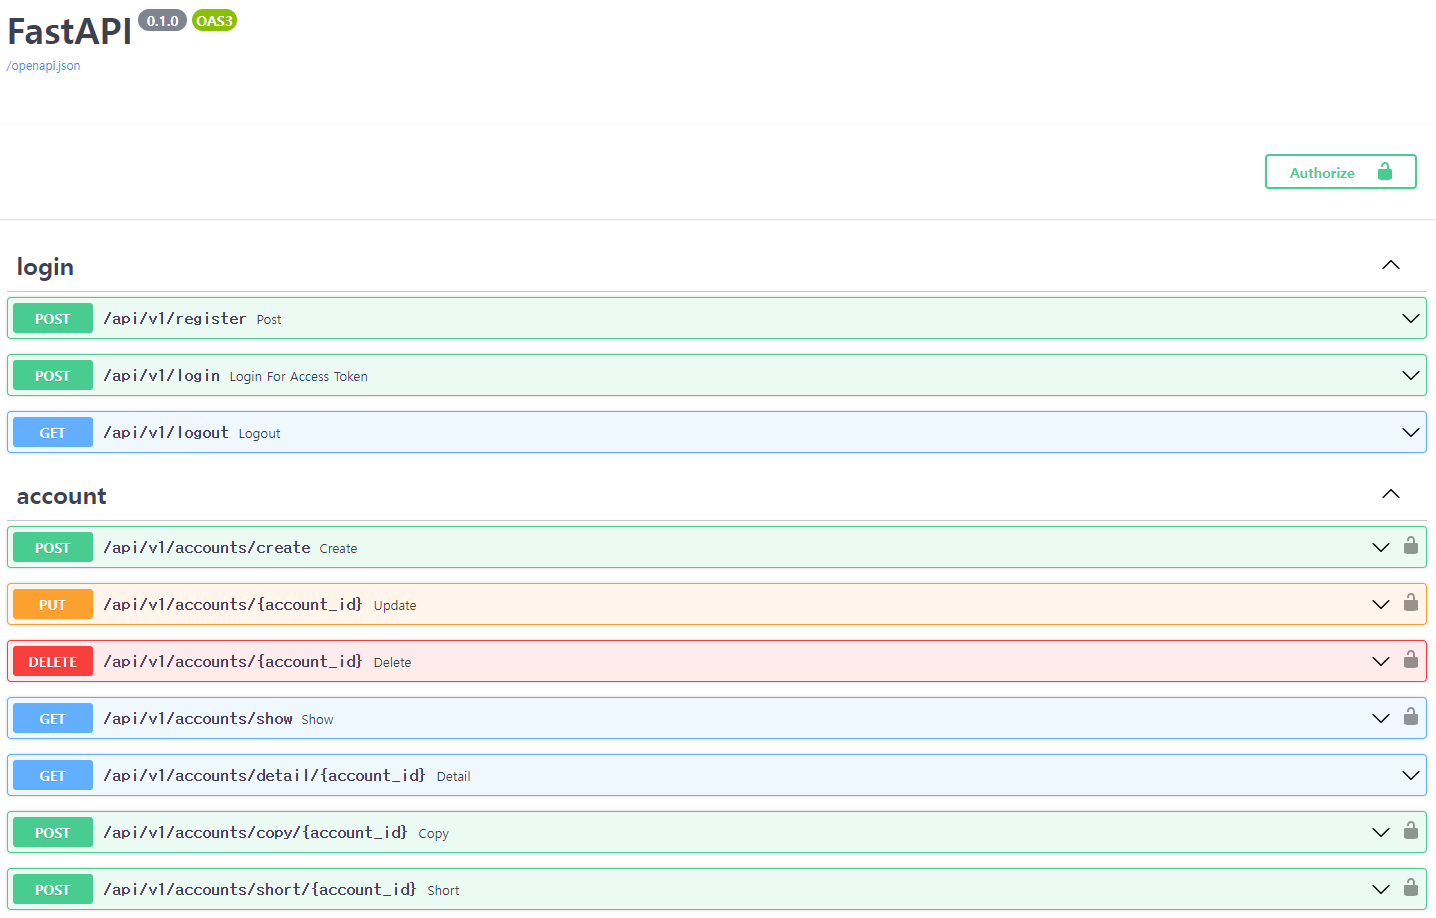 FastAPI 0.1.0 OAS3
/openapi.json
Authorize
login
POST /api/v1/register Post
POST /api/v1/login Login For Access Token
GET /api/v1/logout Logout
account
POST /api/v1/accounts/create Create
PUT /api/v1/accounts/{account_id} Update
DELETE /api/v1/accounts/{account_id} Delete
GET /api/v1/accounts/show Show
GET /api/v1/accounts/detail/{account_id} Detail
POST /api/v1/accounts/copy/{account_id} Copy
POST /api/v1/accounts/short/{account_id} Short